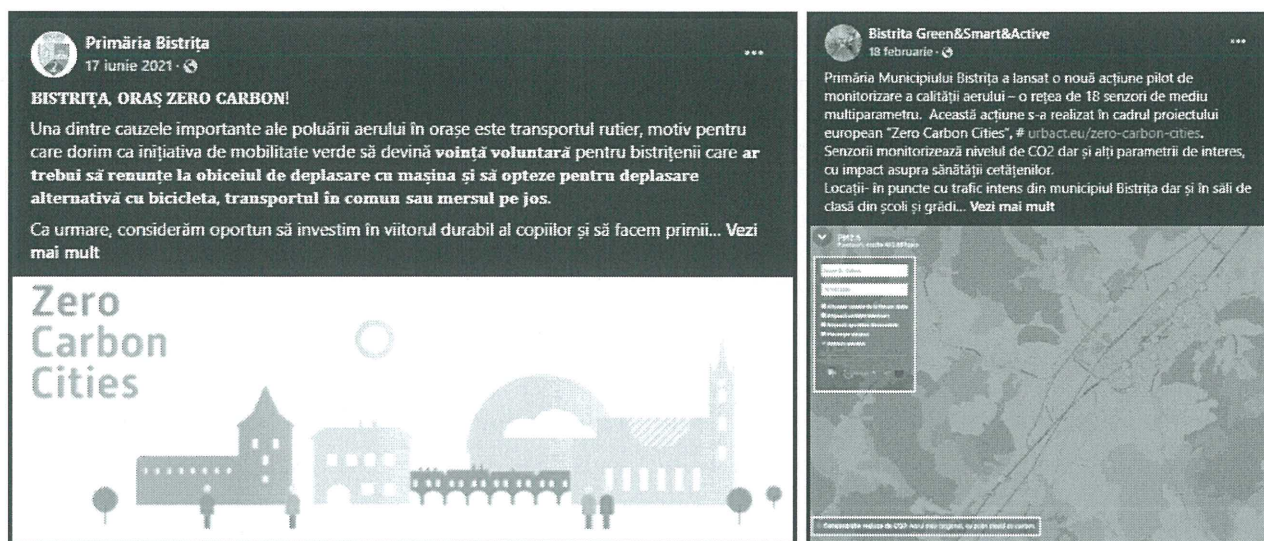 Primăria Bistrița
17 iunie 2021 ·
BISTRIȚA, ORAȘ ZERO CARBON!
Una dintre cauzele importante ale poluării aerului în orașe este transportul rutier, motiv pentru
care dorim ca inițiativa de mobilitate verde să devină voință voluntară pentru bistrițenii care ar
trebui să renunțe la obiceiul de deplasare cu mașina și să opteze pentru deplasare
alternativă cu bicicleta, transportul în comun sau mersul pe jos.
Ca urmare, considerăm oportun să investim în viitorul durabil al copiilor și să facem primii... Vezi
mai mult
Zero
Carbon
Cities
Bistrita Green&Smart&Active
18 februarie ·
Primăria Municipiului Bistrița a lansat o nouă acțiune pilot de
monitorizare a calității aerului – o rețea de 18 senzori de mediu
multiparametru. Această acțiune s-a realizat în cadrul proiectului
european "Zero Carbon Cities", # urbact.eu/zero-carbon-cities.
Senzorii monitorizează nivelul de CO2 dar și alți parametrii de interes,
cu impact asupra sănătății cetățenilor.
Locații- în puncte cu trafic intens din municipiul Bistrița dar și în săli de
clasă din școli și grădi... Vezi mai mult